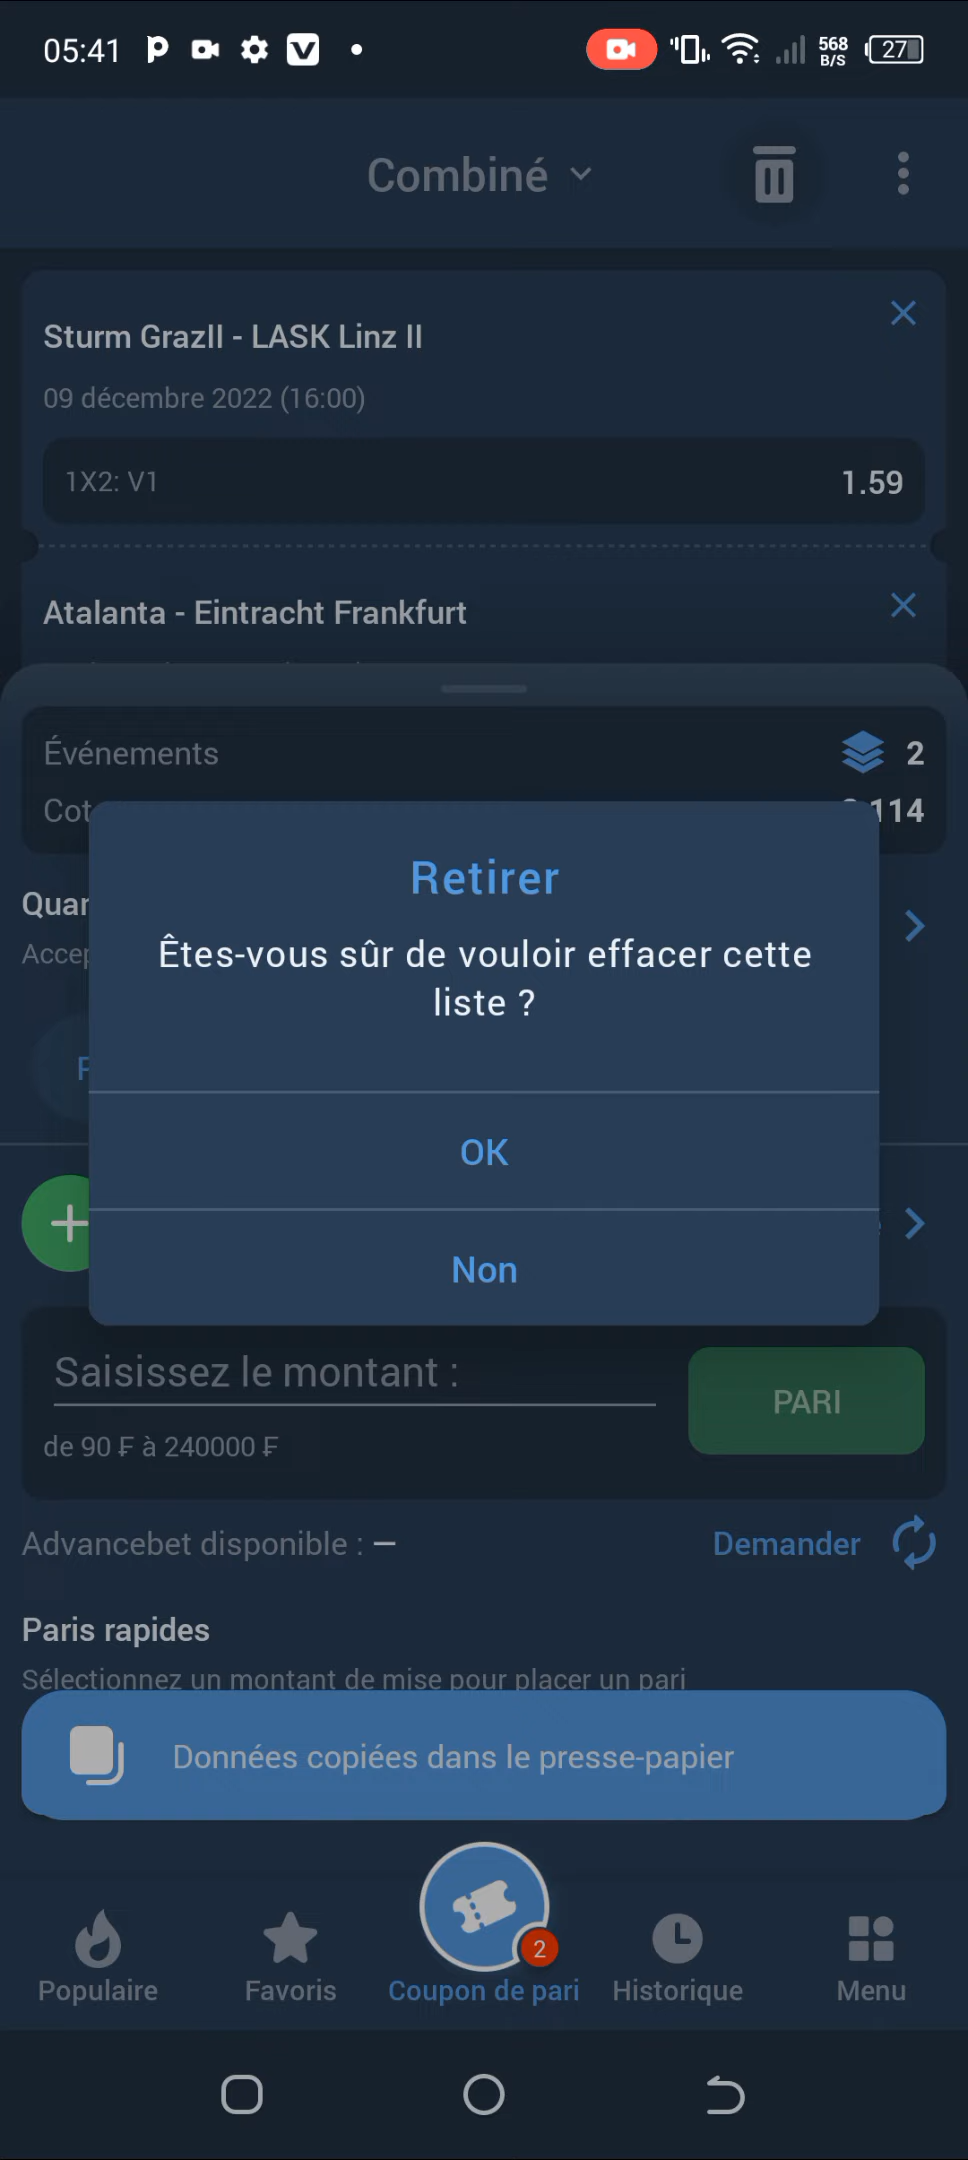 05:41
568
B/S
27
Combiné
Sturm GrazII - LASK Linz II
09 décembre 2022 (16:00)
1X2: V1
1.59
Atalanta - Eintracht Frankfurt
Événements
2
114
Retirer
Êtes-vous sûr de vouloir effacer cette
liste ?
OK
Non
Saisissez le montant :
PARI
de 90 ₣ à 240000 ₣
Advancebet disponible : —
Demander
Paris rapides
Sélectionnez un montant de mise pour placer un pari
Données copiées dans le presse-papier
2
Populaire
Favoris
Coupon de pari
Historique
Menu